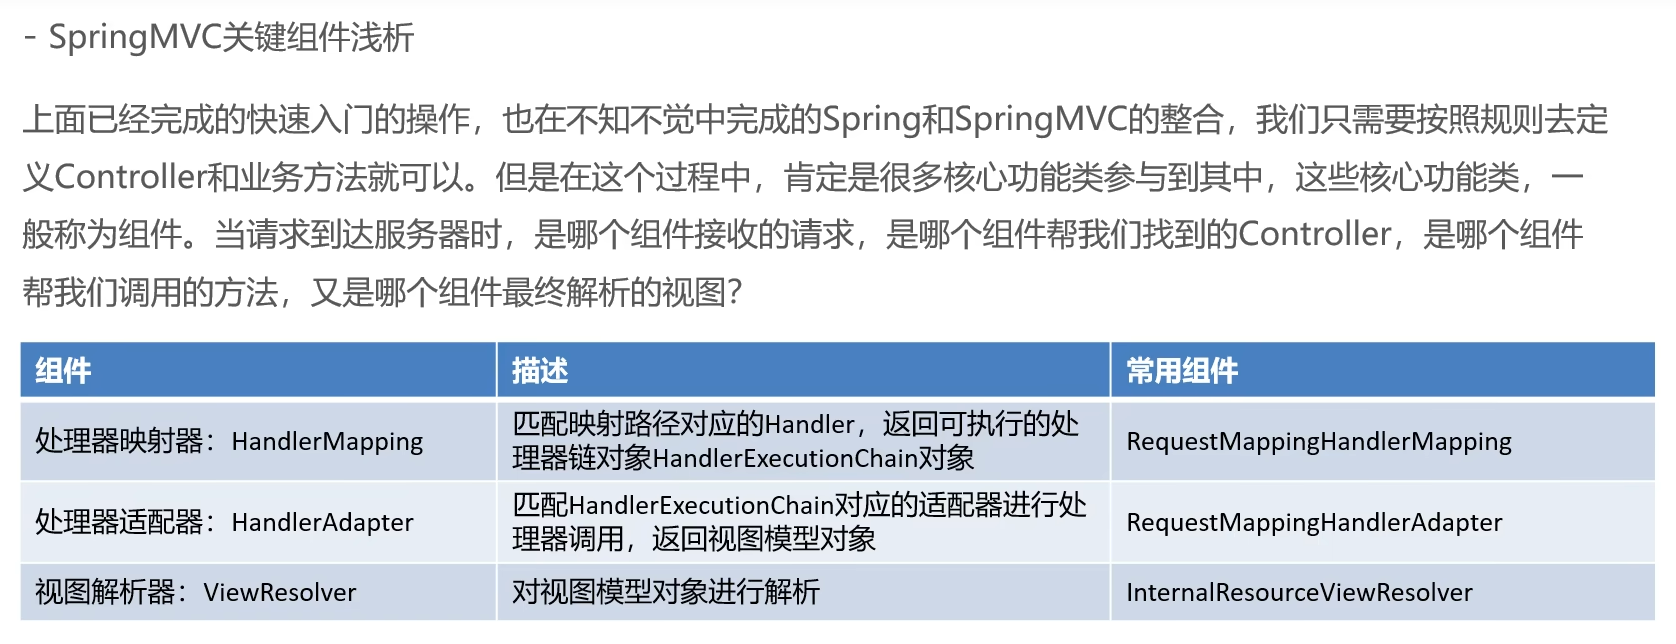 - SpringMVC关键组件浅析
上面已经完成的快速入门的操作，也在不知不觉中完成的Spring和SpringMVC的整合，我们只需要按照规则去定
义Controller和业务方法就可以。但是在这个过程中，肯定是很多核心功能类参与到其中，这些核心功能类，一
般称为组件。当请求到达服务器时，是哪个组件接收的请求，是哪个组件帮我们找到的Controller，是哪个组件
帮我们调用的方法，又是哪个组件最终解析的视图？
组件 描述 常用组件
处理器映射器：HandlerMapping
匹配映射路径对应的Handler，返回可执行的处
理器链对象HandlerExecutionChain对象
RequestMappingHandlerMapping
处理器适配器：HandlerAdapter
匹配HandlerExecutionChain对应的适配器进行处
理器调用，返回视图模型对象
RequestMappingHandlerAdapter
视图解析器：ViewResolver 对视图模型对象进行解析 InternalResourceViewResolver